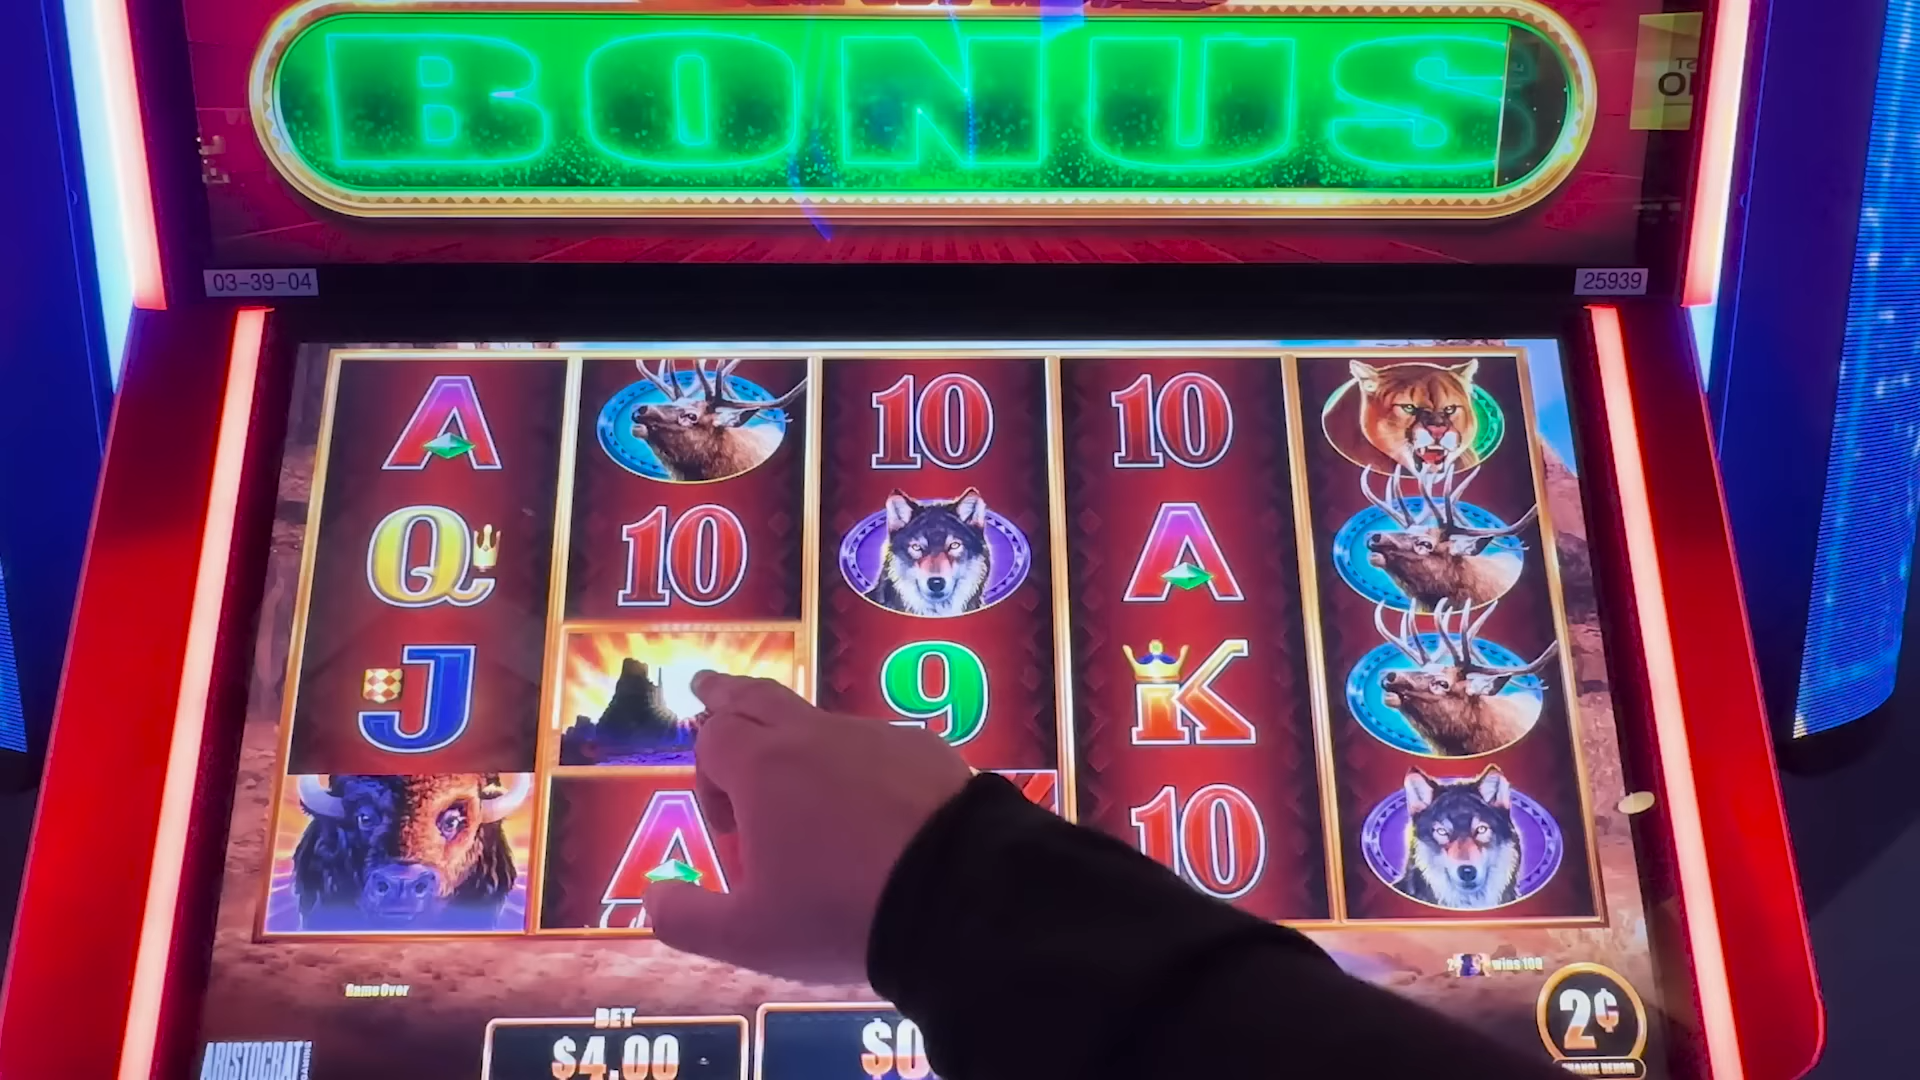 BONUS
03-39-04
25939
A 10 10
Q 10 A
J 9 K
A 10
Game Over
wins 100
BET
$4.00
$0
2¢
ARISTOCRAT
GAMING